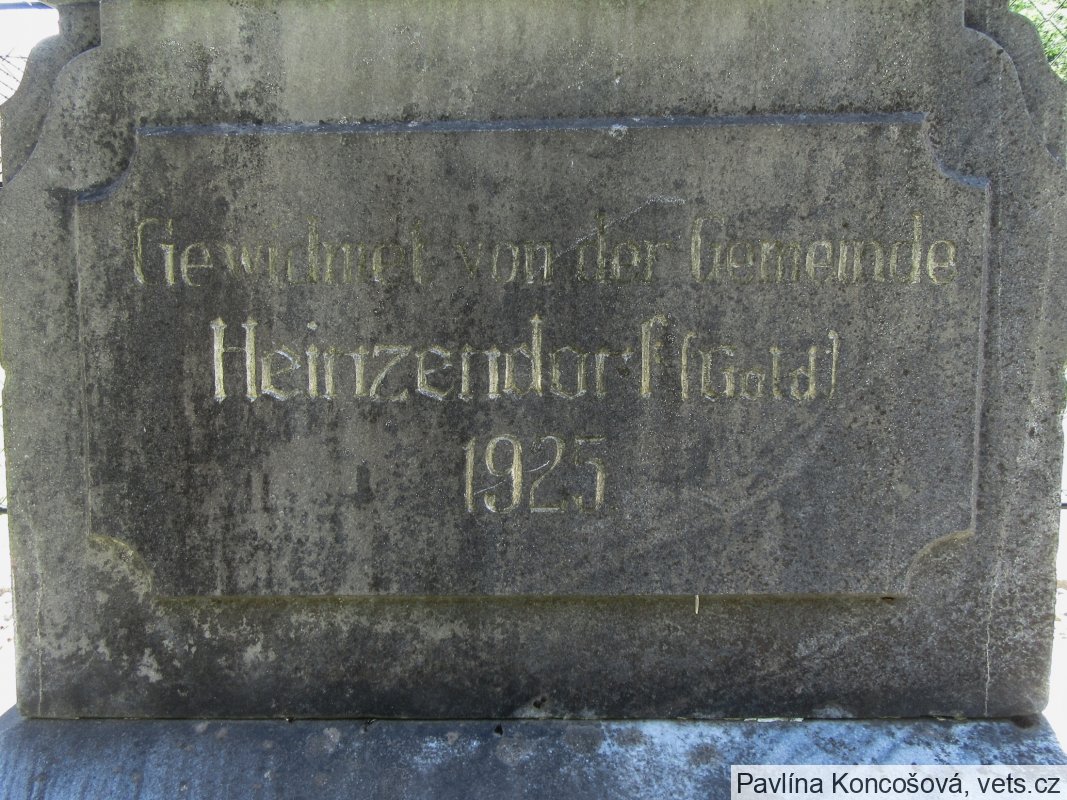 Gewidmet von der Gemeinde
Heinzendorf (Gold)
1925
Pavlína Koncošová, vets.cz